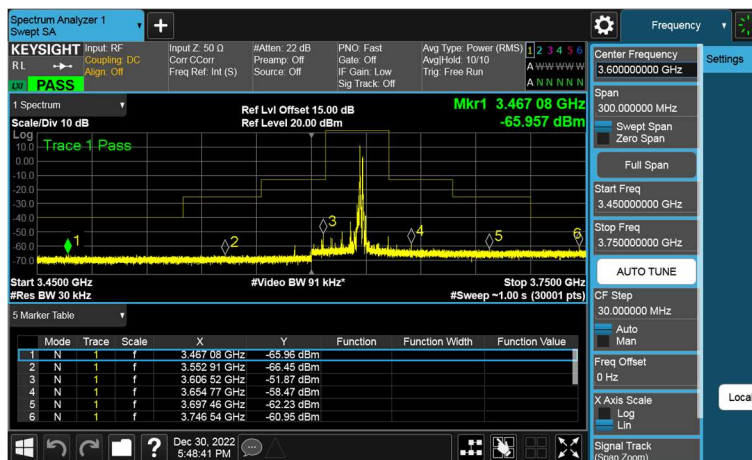 Spectrum Analyzer 1
Swept SA
+
Frequency
KEYSIGHT Input: RF Input Z: 50 Ω #Atten: 22 dB PNO: Fast Avg Type: Power (RMS) 1 2 3 4 5 6
RL Coupling: DC Corr CCorr Preamp: Off Gate: Off Avg|Hold: 10/10 A W W W W W
Align: Off Freq Ref: Int (S) Source: Off IF Gain: Low Trig: Free Run
LXI PASS Sig Track: Off A N N N N N
1 Spectrum
Scale/Div 10 dB
Ref Lvl Offset 15.00 dB
Ref Level 20.00 dBm
Mkr1 3.467 08 GHz
-65.957 dBm
Log
Trace 1 Pass
10.0
0.00
-10.0
-20.0
-30.0
-40.0
-50.0
-60.0
-70.0
1
2
3
4
5
6
Start 3.4500 GHz #Video BW 91 kHz* Stop 3.7500 GHz
#Res BW 30 kHz #Sweep ~1.00 s (30001 pts)
5 Marker Table
Mode Trace Scale X Y Function Function Width Function Value
1 N 1 f 3.467 08 GHz -65.96 dBm
2 N 1 f 3.552 91 GHz -66.45 dBm
3 N 1 f 3.606 52 GHz -51.87 dBm
4 N 1 f 3.654 77 GHz -58.47 dBm
5 N 1 f 3.697 46 GHz -62.23 dBm
6 N 1 f 3.746 54 GHz -60.95 dBm
?
Dec 30, 2022
5:48:41 PM
Center Frequency
3.600000000 GHz
Settings
Span
300.000000 MHz
Swept Span
Zero Span
Full Span
Start Freq
3.450000000 GHz
Stop Freq
3.750000000 GHz
AUTO TUNE
CF Step
30.000000 MHz
Auto
Man
Freq Offset
0 Hz
X Axis Scale
Log
Lin
Local
Signal Track
(Span Zoom)